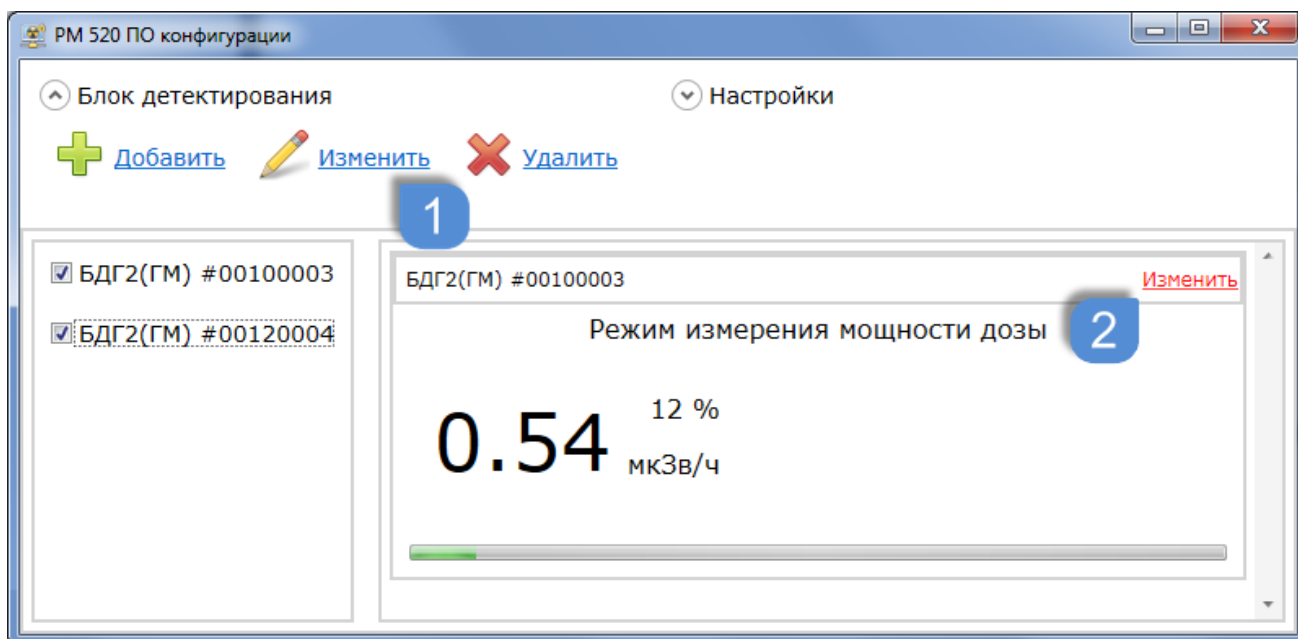 РМ 520 ПО конфигурации
Блок детектирования
Настройки
Добавить
Изменить
Удалить
1
БДГ2(ГМ) #00100003
БДГ2(ГМ) #00120004
БДГ2(ГМ) #00100003
Изменить
Режим измерения мощности дозы
2
0.54
12 %
мкЗв/ч